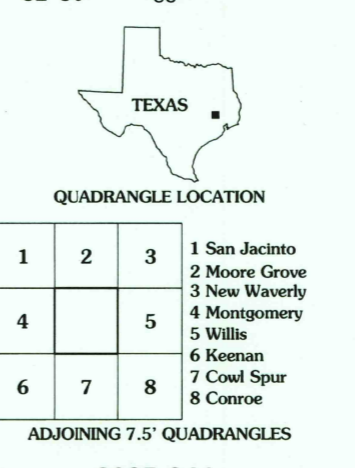 TEXAS
QUADRANGLE LOCATION
1 2 3
4 5
6 7 8
1 San Jacinto
2 Moore Grove
3 New Waverly
4 Montgomery
5 Willis
6 Keenan
7 Cowl Spur
8 Conroe
ADJOINING 7.5' QUADRANGLES